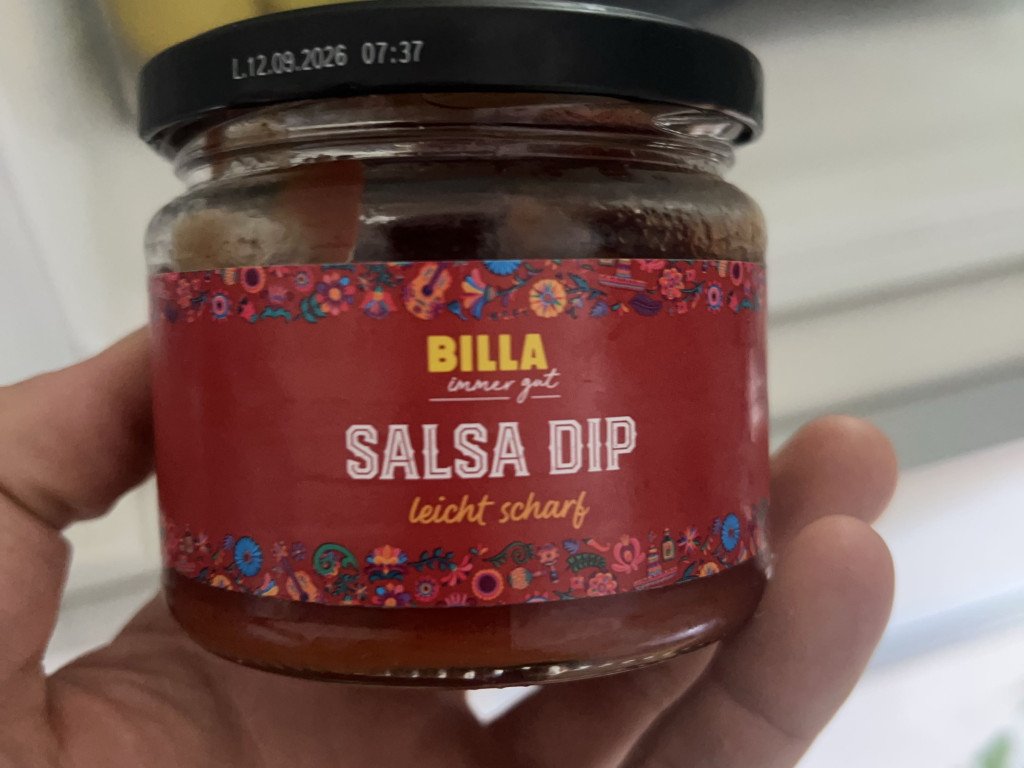 L.12.09.2026 07:37
BILLA
immer gut
SALSA DIP
leicht scharf